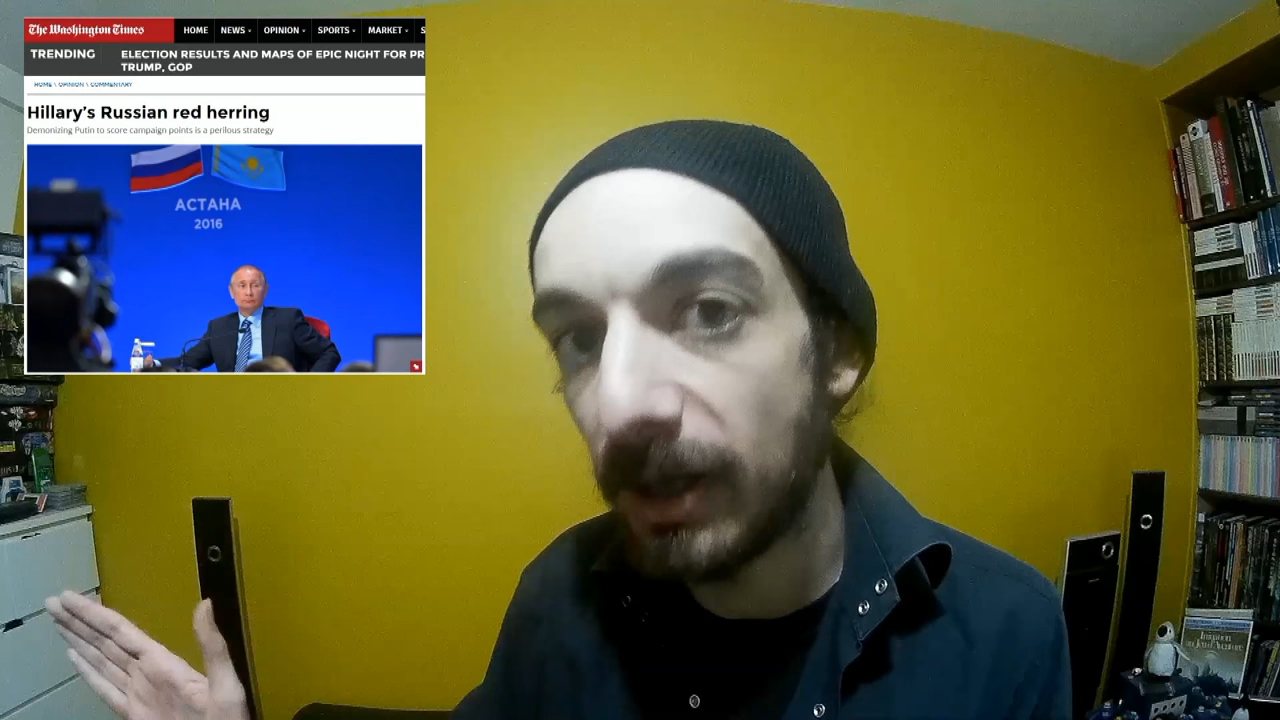 The Washington Times
HOME NEWS OPINION SPORTS MARKET S
TRENDING
ELECTION RESULTS AND MAPS OF EPIC NIGHT FOR PR
TRUMP, GOP
HOME \ OPINION \ COMMENTARY
Hillary's Russian red herring
Demonizing Putin to score campaign points is a perilous strategy
АСТАНА
2016